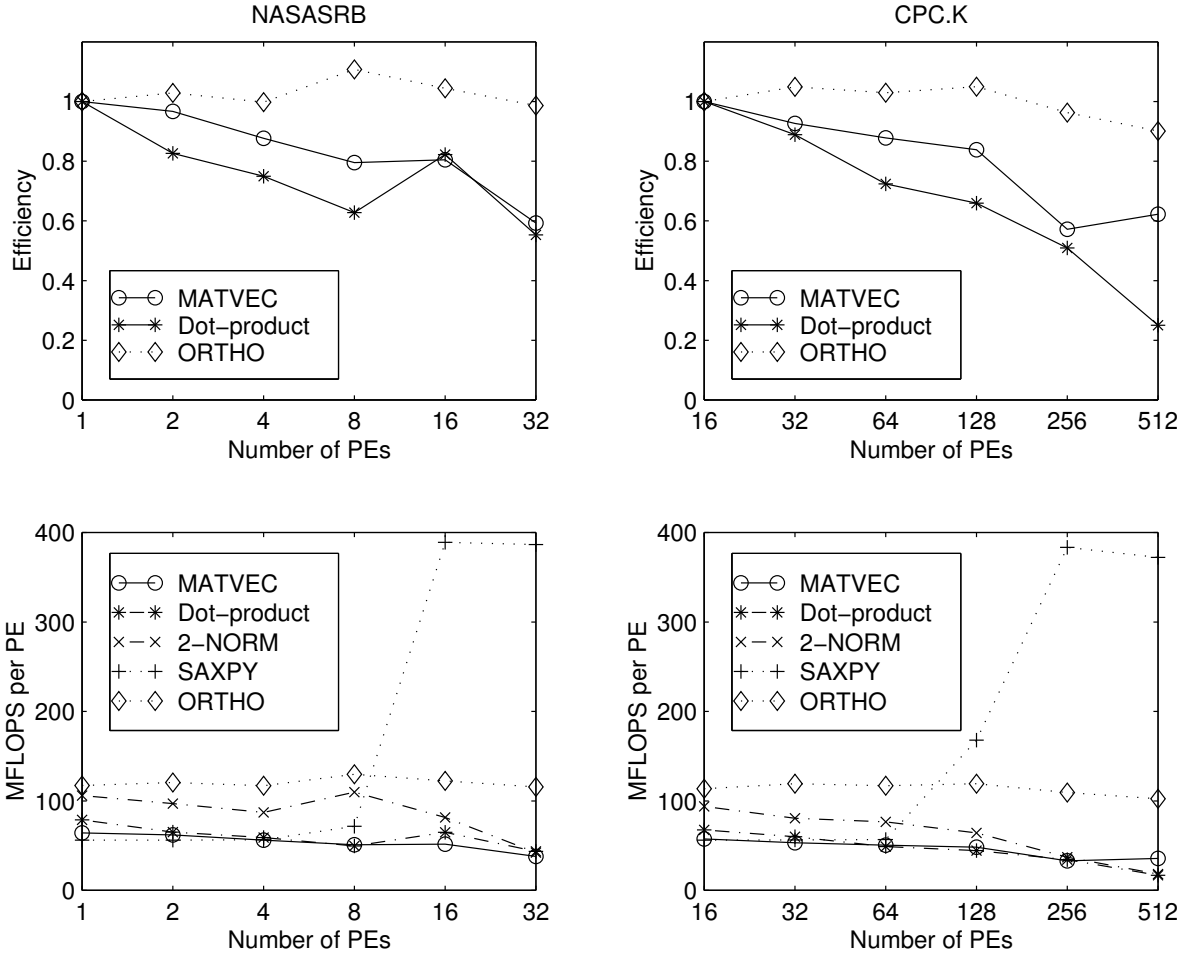 NASASRB
1
0.8
0.6
0.4
0.2
0
Efficiency
MATVEC
Dot−product
ORTHO
1 2 4 8 16 32
Number of PEs
CPC.K
1
0.8
0.6
0.4
0.2
0
Efficiency
MATVEC
Dot−product
ORTHO
16 32 64 128 256 512
Number of PEs
400
300
200
100
0
MFLOPS per PE
MATVEC
Dot−product
2−NORM
SAXPY
ORTHO
1 2 4 8 16 32
Number of PEs
400
300
200
100
0
MFLOPS per PE
MATVEC
Dot−product
2−NORM
SAXPY
ORTHO
16 32 64 128 256 512
Number of PEs